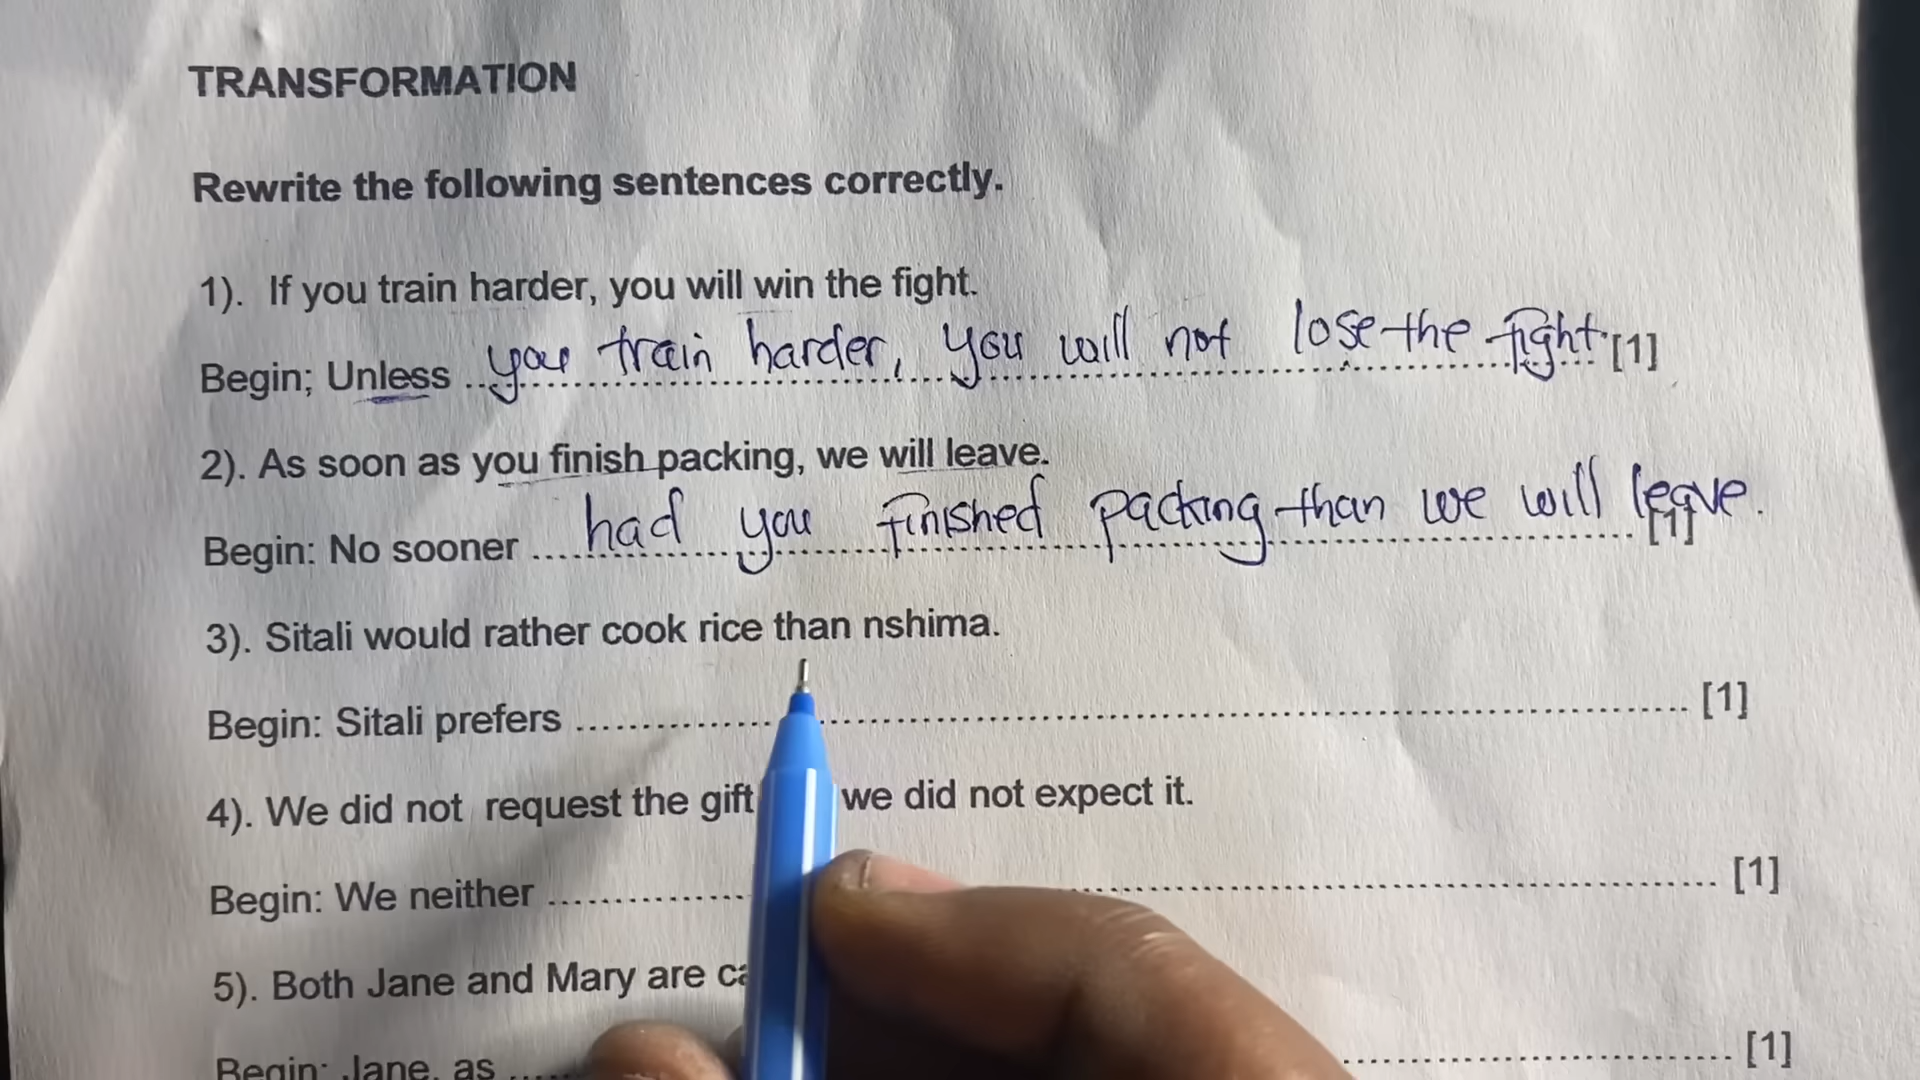 TRANSFORMATION
Rewrite the following sentences correctly.
1). If you train harder, you will win the fight.
Begin; Unless ..you train harder, you will not lose the fight. [1]
2). As soon as you finish packing, we will leave.
Begin: No sooner ....had you finished packing than we will leave. [1]
3). Sitali would rather cook rice than nshima.
Begin: Sitali prefers ........................ [1]
4). We did not request the gift we did not expect it.
Begin: We neither ........................ [1]
5). Both Jane and Mary are
Begin: Jane, as ........................ [1]